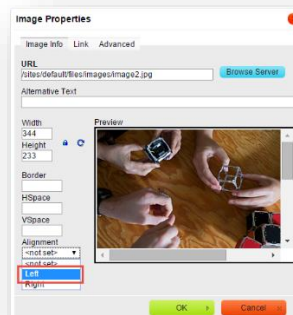 Image Properties
Image Info Link Advanced
URL
/sites/default/files/images/image2.jpg
Browse Server
Alternative Text
Width
344
Height
233
Preview
Border
HSpace
VSpace
Alignment
<not set>
<not set>
Left
Right
OK
Cancel